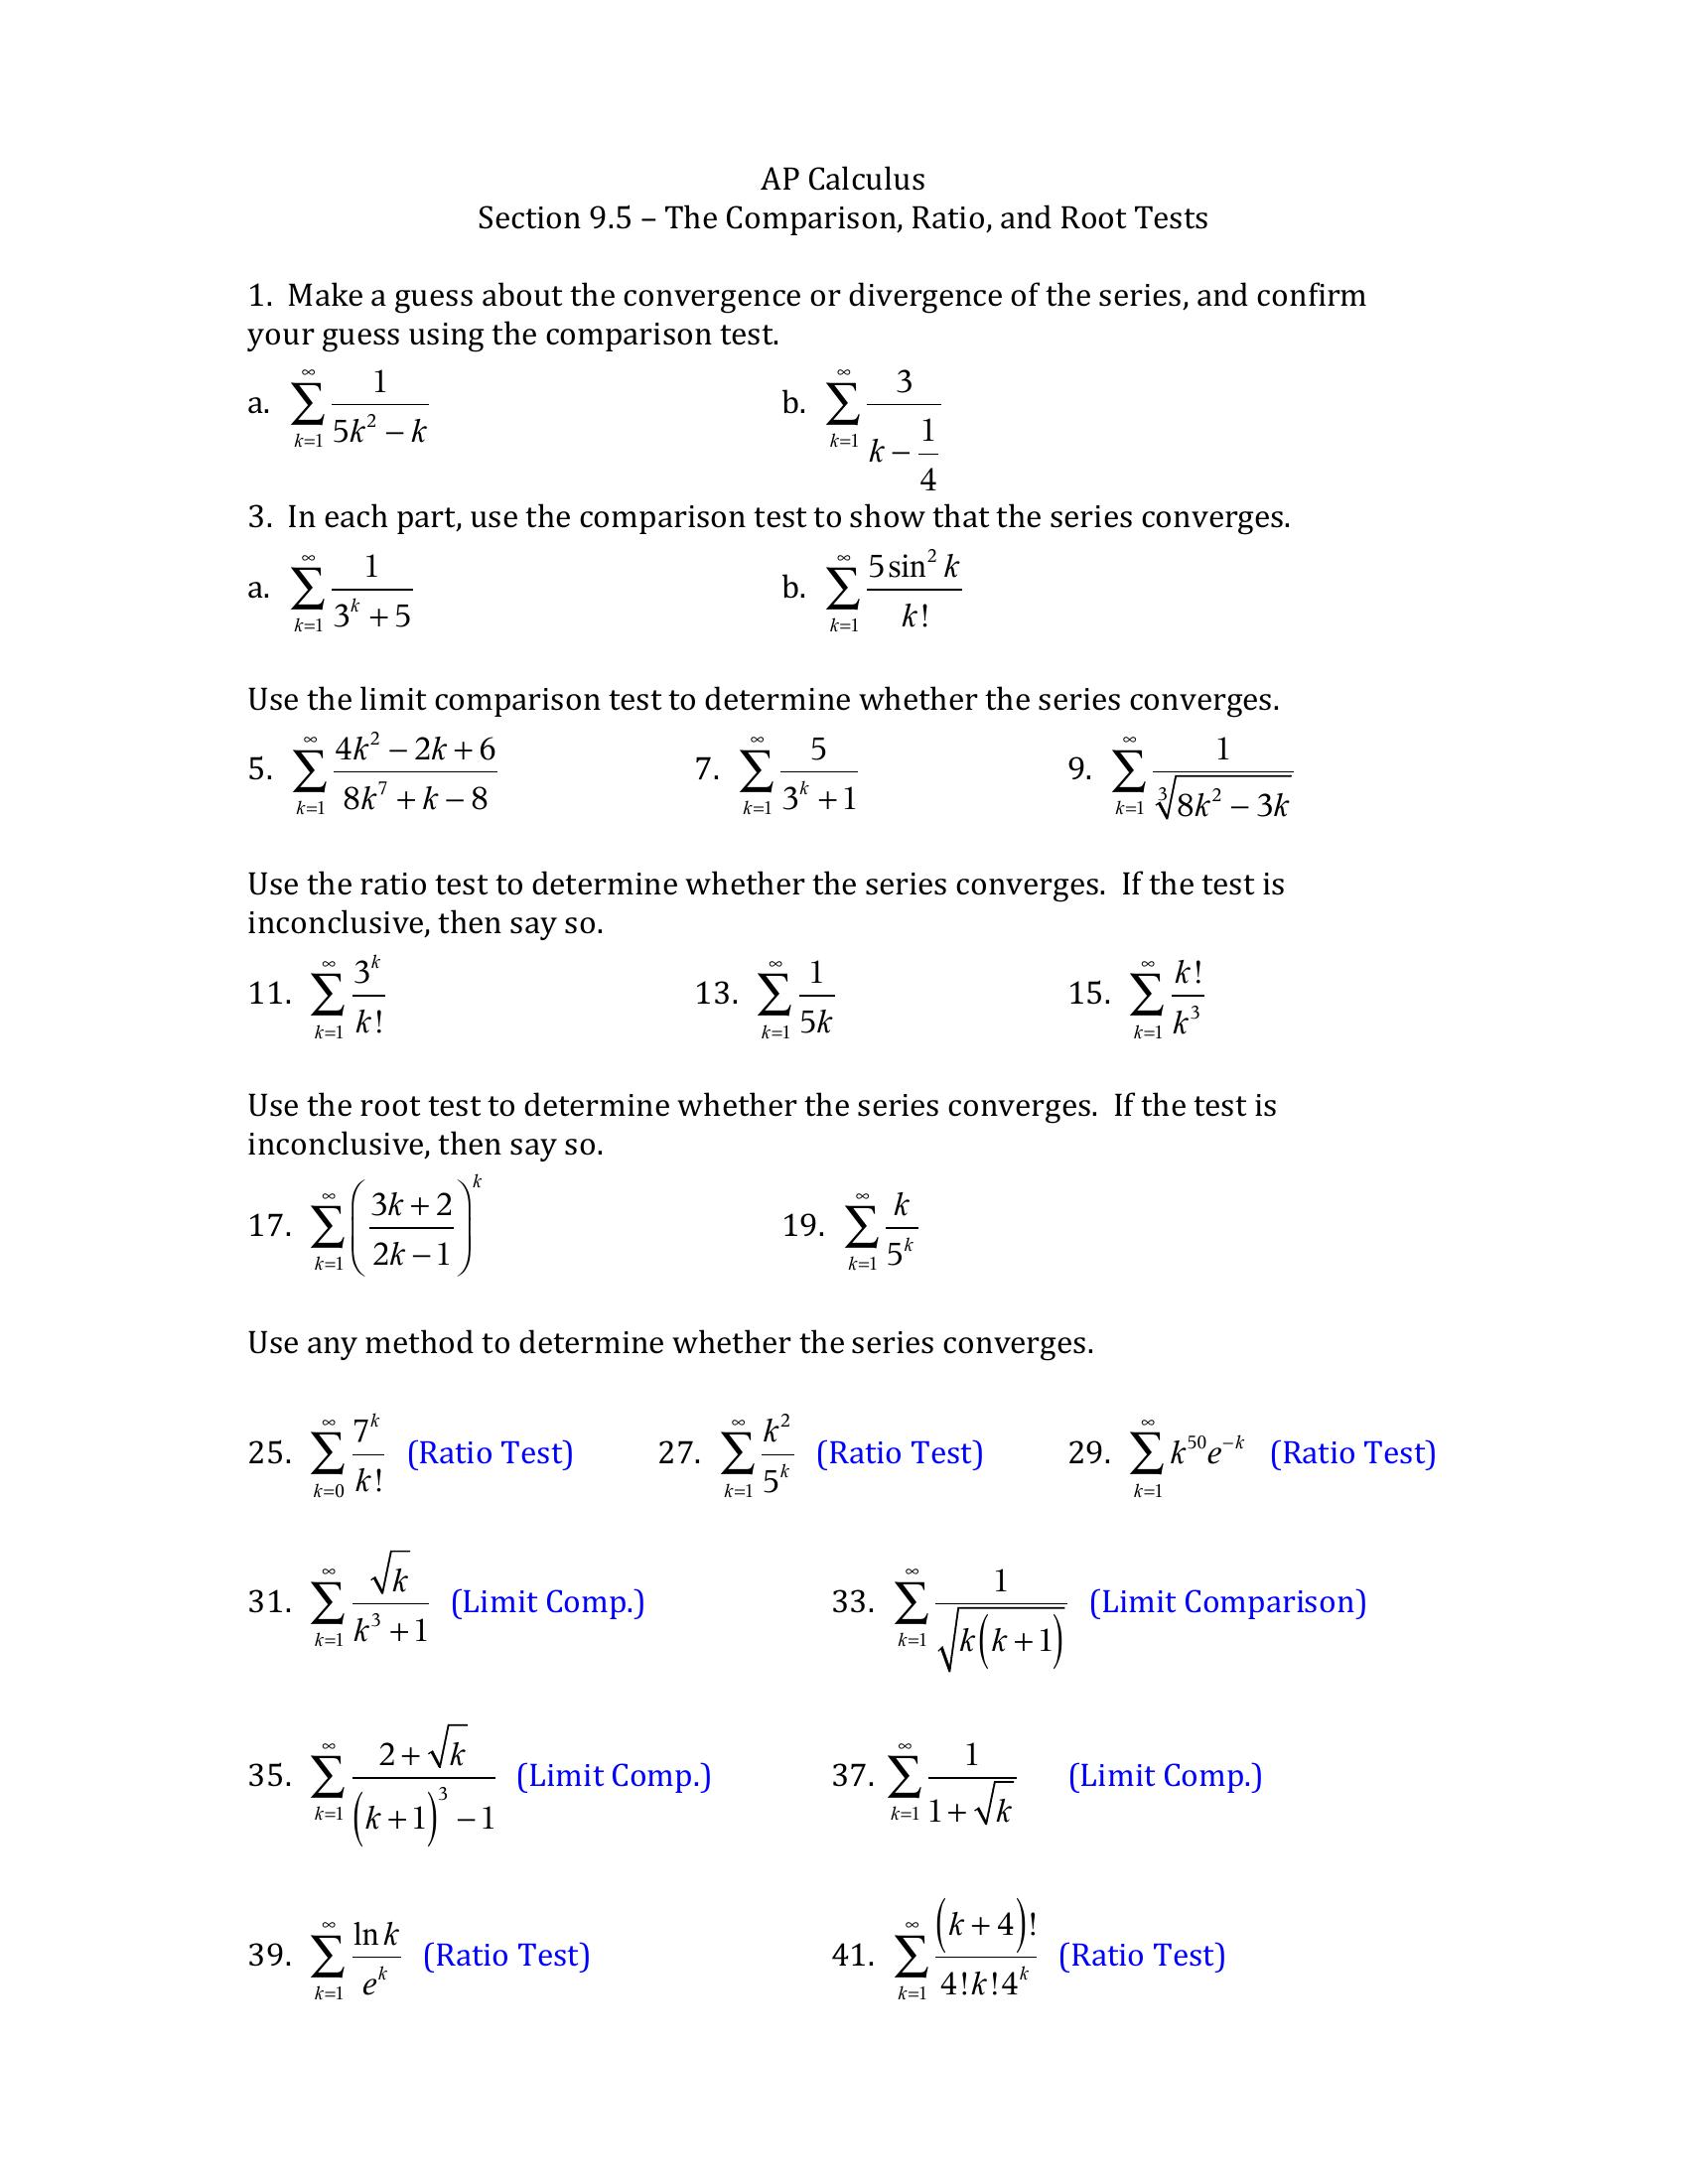 AP Calculus
Section 9.5 – The Comparison, Ratio, and Root Tests
1. Make a guess about the convergence or divergence of the series, and confirm
your guess using the comparison test.
a. $\sum_{k=1}^{\infty} \frac{1}{5k^2-k}$ b. $\sum_{k=1}^{\infty} \frac{3}{k-\frac{1}{4}}$
3. In each part, use the comparison test to show that the series converges.
a. $\sum_{k=1}^{\infty} \frac{1}{3^k+5}$ b. $\sum_{k=1}^{\infty} \frac{5\sin^2 k}{k!}$
Use the limit comparison test to determine whether the series converges.
5. $\sum_{k=1}^{\infty} \frac{4k^2-2k+6}{8k^7+k-8}$ 7. $\sum_{k=1}^{\infty} \frac{5}{3^k+1}$ 9. $\sum_{k=1}^{\infty} \frac{1}{\sqrt[3]{8k^2-3k}}$
Use the ratio test to determine whether the series converges. If the test is
inconclusive, then say so.
11. $\sum_{k=1}^{\infty} \frac{3^k}{k!}$ 13. $\sum_{k=1}^{\infty} \frac{1}{5k}$ 15. $\sum_{k=1}^{\infty} \frac{k!}{k^3}$
Use the root test to determine whether the series converges. If the test is
inconclusive, then say so.
17. $\sum_{k=1}^{\infty} \left(\frac{3k+2}{2k-1}\right)^k$ 19. $\sum_{k=1}^{\infty} \frac{k}{5^k}$
Use any method to determine whether the series converges.
25. $\sum_{k=0}^{\infty} \frac{7^k}{k!}$ (Ratio Test) 27. $\sum_{k=1}^{\infty} \frac{k^2}{5^k}$ (Ratio Test) 29. $\sum_{k=1}^{\infty} k^{50}e^{-k}$ (Ratio Test)
31. $\sum_{k=1}^{\infty} \frac{\sqrt{k}}{k^3+1}$ (Limit Comp.) 33. $\sum_{k=1}^{\infty} \frac{1}{\sqrt{k(k+1)}}$ (Limit Comparison)
35. $\sum_{k=1}^{\infty} \frac{2+\sqrt{k}}{(k+1)^3-1}$ (Limit Comp.) 37. $\sum_{k=1}^{\infty} \frac{1}{1+\sqrt{k}}$ (Limit Comp.)
39. $\sum_{k=1}^{\infty} \frac{\ln k}{e^k}$ (Ratio Test) 41. $\sum_{k=1}^{\infty} \frac{(k+4)!}{4!k!4^k}$ (Ratio Test)